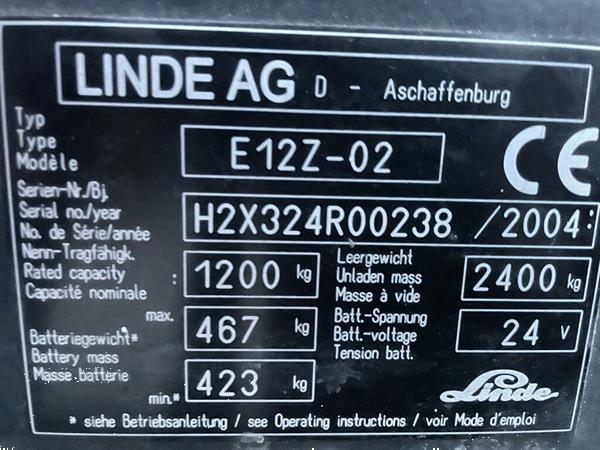 LINDE AG D - Aschaffenburg
Typ
Type
Modèle
E12Z-02
CE
Serien-Nr./Bj.
Serial no./year
No. de Série/année
H2X324R00238 /2004:
Nenn-Tragfähigk.
Rated capacity :
Capacité nominale
1200 kg
Leergewicht
Unladen mass
Masse à vide
2400 kg
Batteriegewicht*
Battery mass
Masse batterie
max. 467 kg
min.* 423 kg
Batt.-Spannung
Batt.-voltage
Tension batt.
24 V
Linde
* siehe Betriebsanleitung / see Operating instructions / voir Mode d'emploi